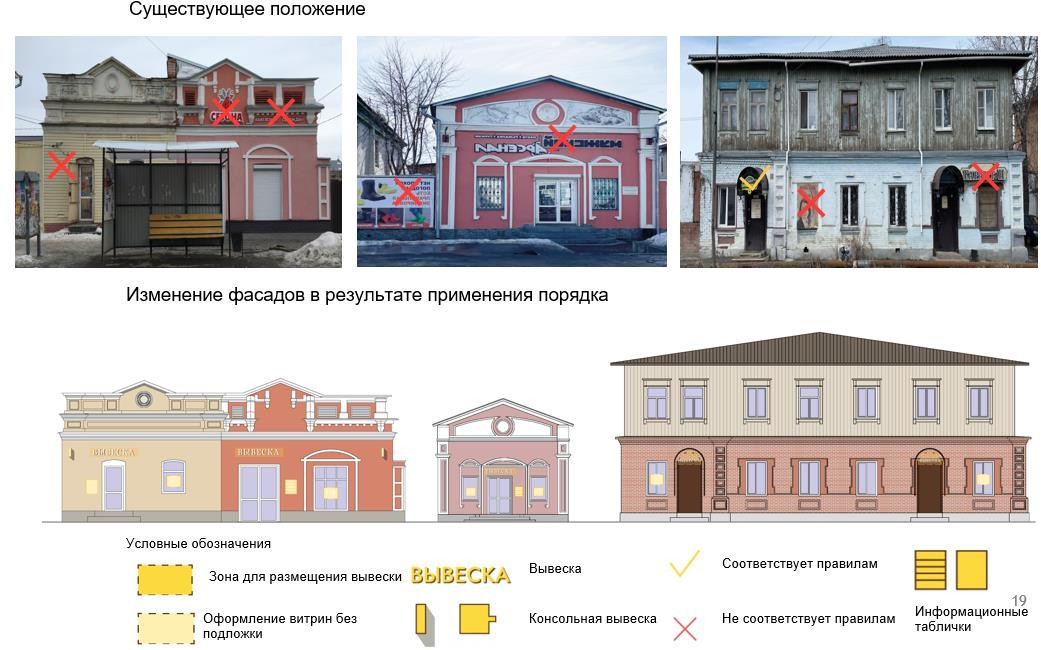 Существующее положение
Изменение фасадов в результате применения порядка
ВЫВЕСКА
ВЫВЕСКА
ВЫВЕСКА
Условные обозначения
Зона для размещения вывески
ВЫВЕСКА
Вывеска
Соответствует правилам
Оформление витрин без
подложки
Консольная вывеска
Не соответствует правилам
19
Информационные
таблички